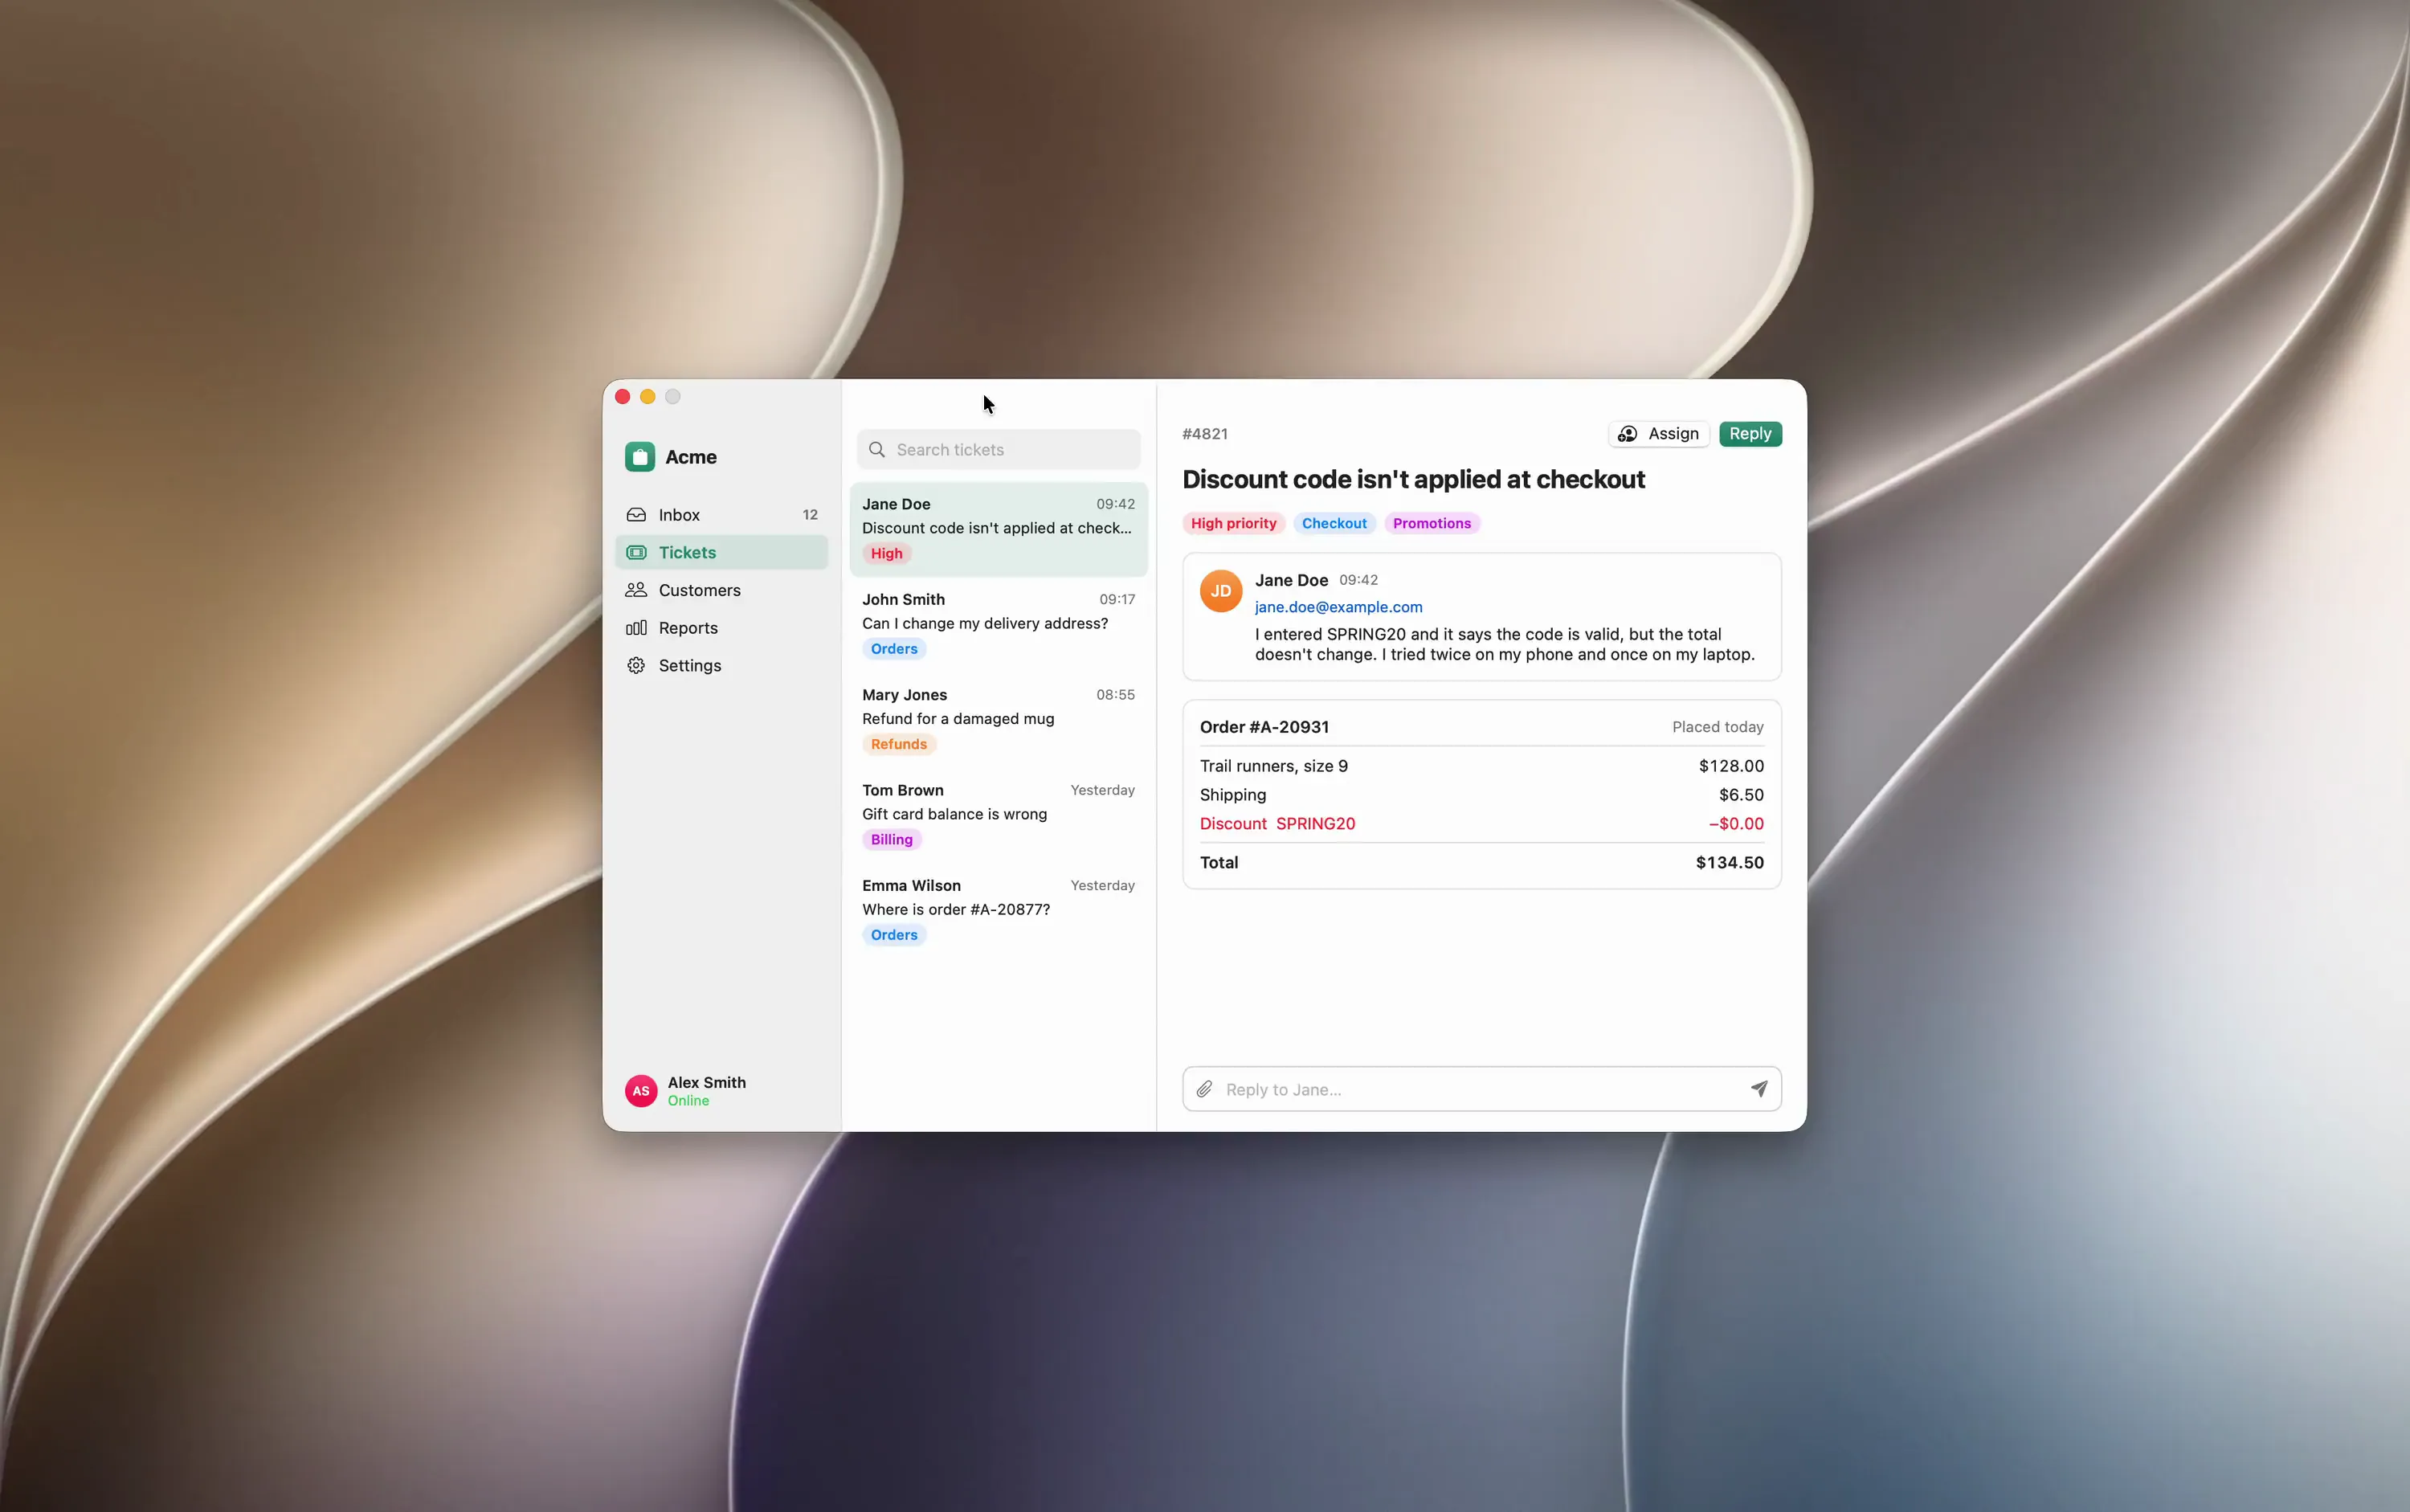 Acme
Inbox 12
Tickets
Customers
Reports
Settings
AS
Alex Smith
Online
Search tickets
Jane Doe 09:42
Discount code isn't applied at check...
High
John Smith 09:17
Can I change my delivery address?
Orders
Mary Jones 08:55
Refund for a damaged mug
Refunds
Tom Brown Yesterday
Gift card balance is wrong
Billing
Emma Wilson Yesterday
Where is order #A-20877?
Orders
#4821 Assign Reply
Discount code isn't applied at checkout
High priority Checkout Promotions
JD
Jane Doe 09:42
jane.doe@example.com
I entered SPRING20 and it says the code is valid, but the total
doesn't change. I tried twice on my phone and once on my laptop.
Order #A-20931 Placed today
Trail runners, size 9 $128.00
Shipping $6.50
Discount SPRING20 –$0.00
Total $134.50
Reply to Jane...